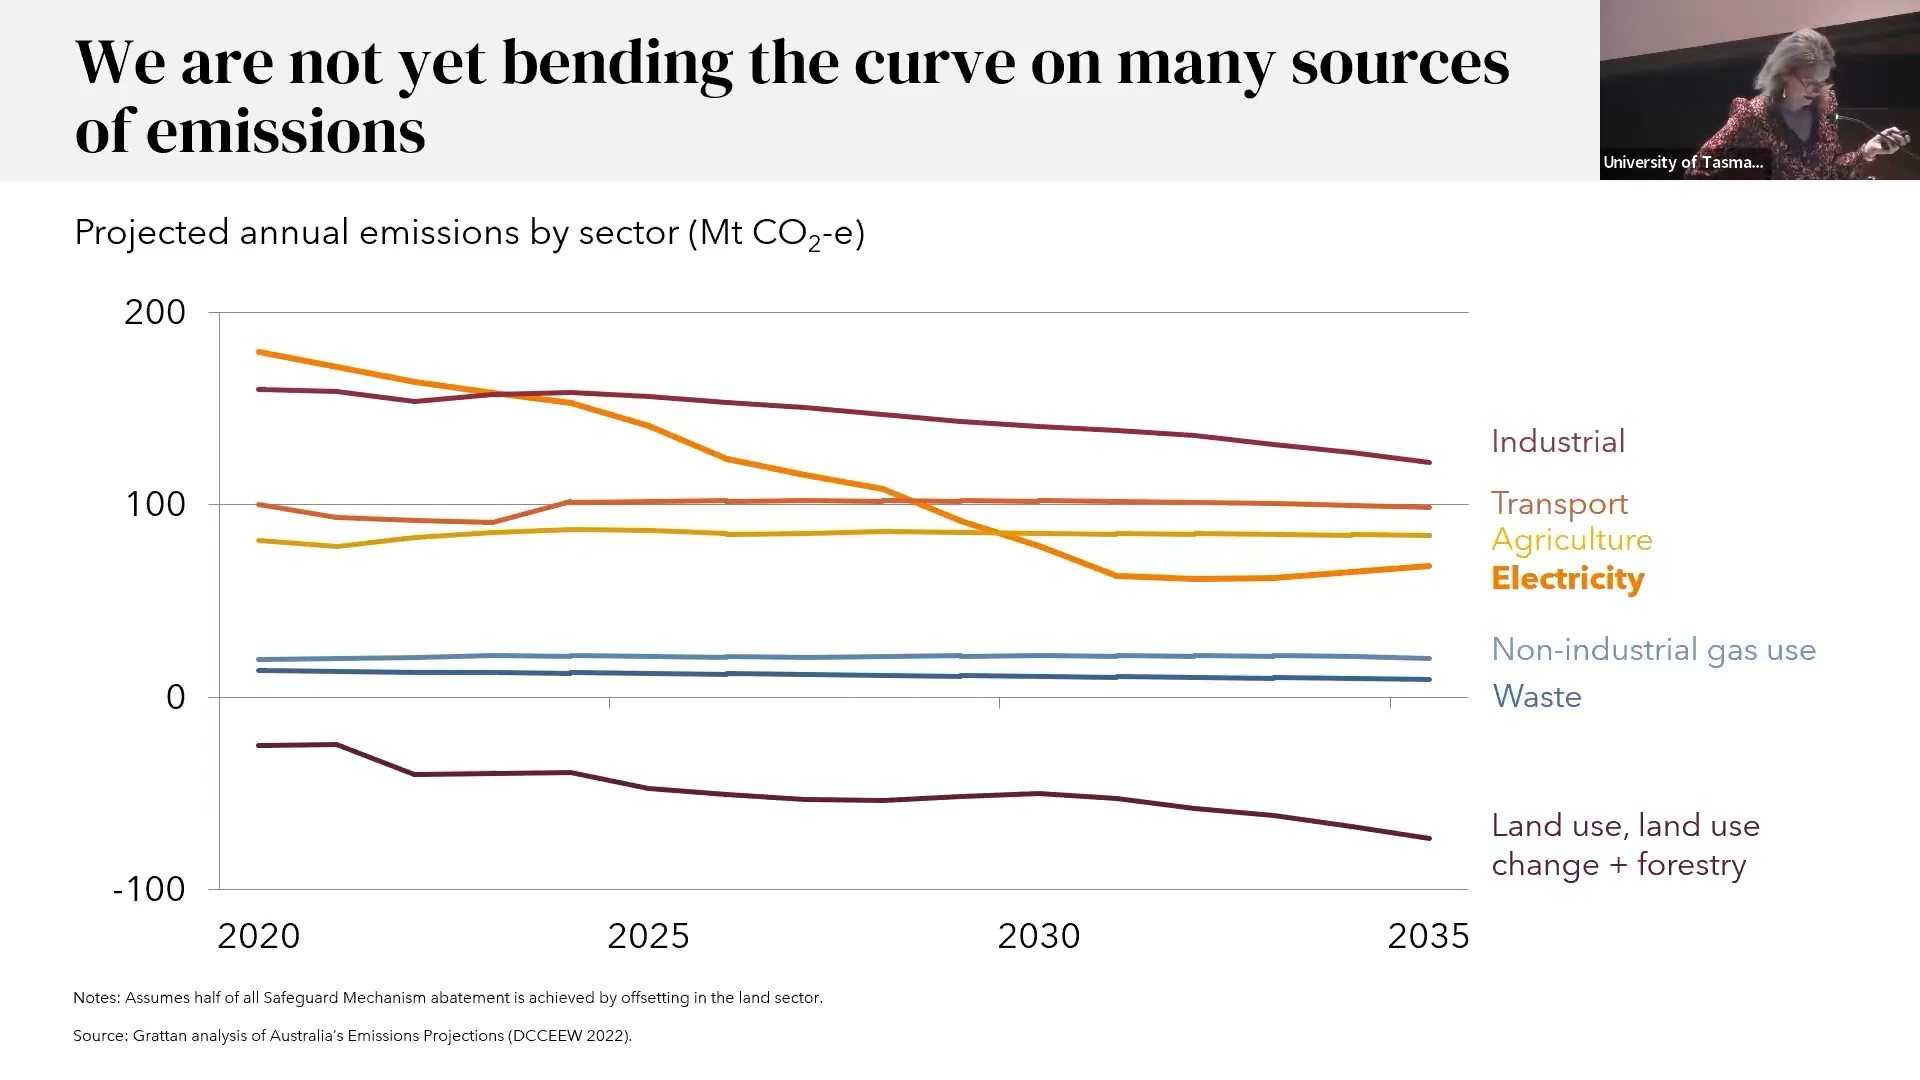 We are not yet bending the curve on many sources
of emissions
University of Tasma...
Projected annual emissions by sector (Mt CO₂-e)
200
100
0
-100
Industrial
Transport
Agriculture
Electricity
Non-industrial gas use
Waste
Land use, land use
change + forestry
2020 2025 2030 2035
Notes: Assumes half of all Safeguard Mechanism abatement is achieved by offsetting in the land sector.
Source: Grattan analysis of Australia's Emissions Projections (DCCEEW 2022).